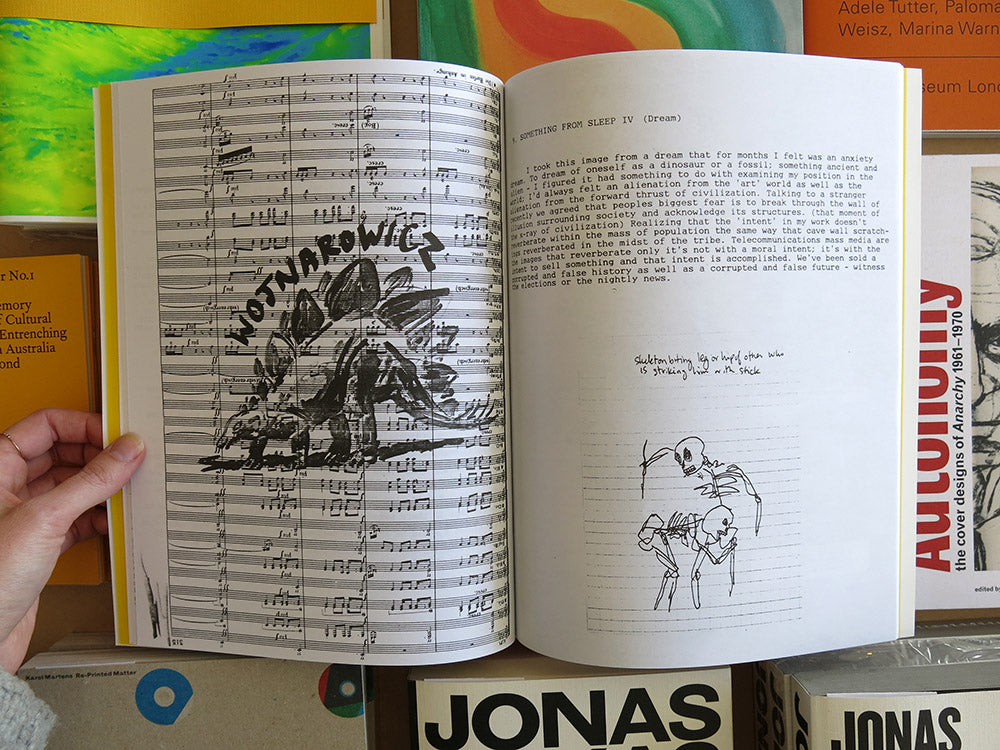 Adele Tutter, Paloma
Weisz, Marina Warn
seum Lond
WOJNAROWICZ
315
. SOMETHING FROM SLEEP IV (Dream)
I took this image from a dream that for months I felt was an anxiety
dream. To dream of oneself as a dinosaur or a fossil; something ancient and
alien. I figured it had something to do with examining my position in the
world; I'd always felt an alienation from the 'art' world as well as the
alienation from the forward thrust of civilization. Talking to a stranger
recently we agreed that peoples biggest fear is to break through the wall of
illusion surrounding society and acknowledge its structures. (that moment of
the x-ray of civilization) Realizing that the 'intent' in my work doesn't
reverberate within the mass of population the same way that cave wall scratch-
ings reverberated in the midst of the tribe. Telecommunications mass media are
the images that reverberate only it's not with a moral intent; it's with the
intent to sell something and that intent is accomplished. We've been sold a
corrupted and false history as well as a corrupted and false future - witness
the elections or the nightly news.
skeleton biting leg or hip of other who
is striking him with stick
r No.1
emory
f Cultural
Entrenching
n Australia
ond
Autonomy
the cover designs of Anarchy 1961–1970
edited by
Karel Martens Re-Printed Matter
JONAS
JONAS